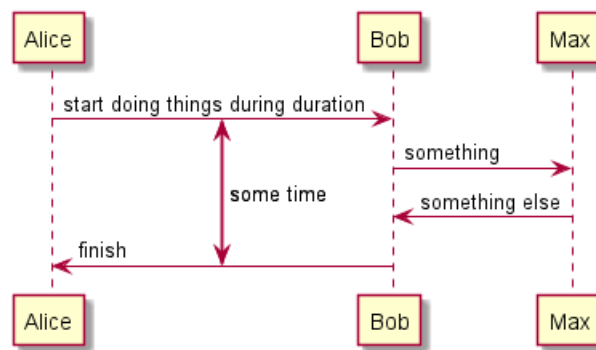 Alice Bob Max
start doing things during duration
something
some time
something else
finish
Alice Bob Max